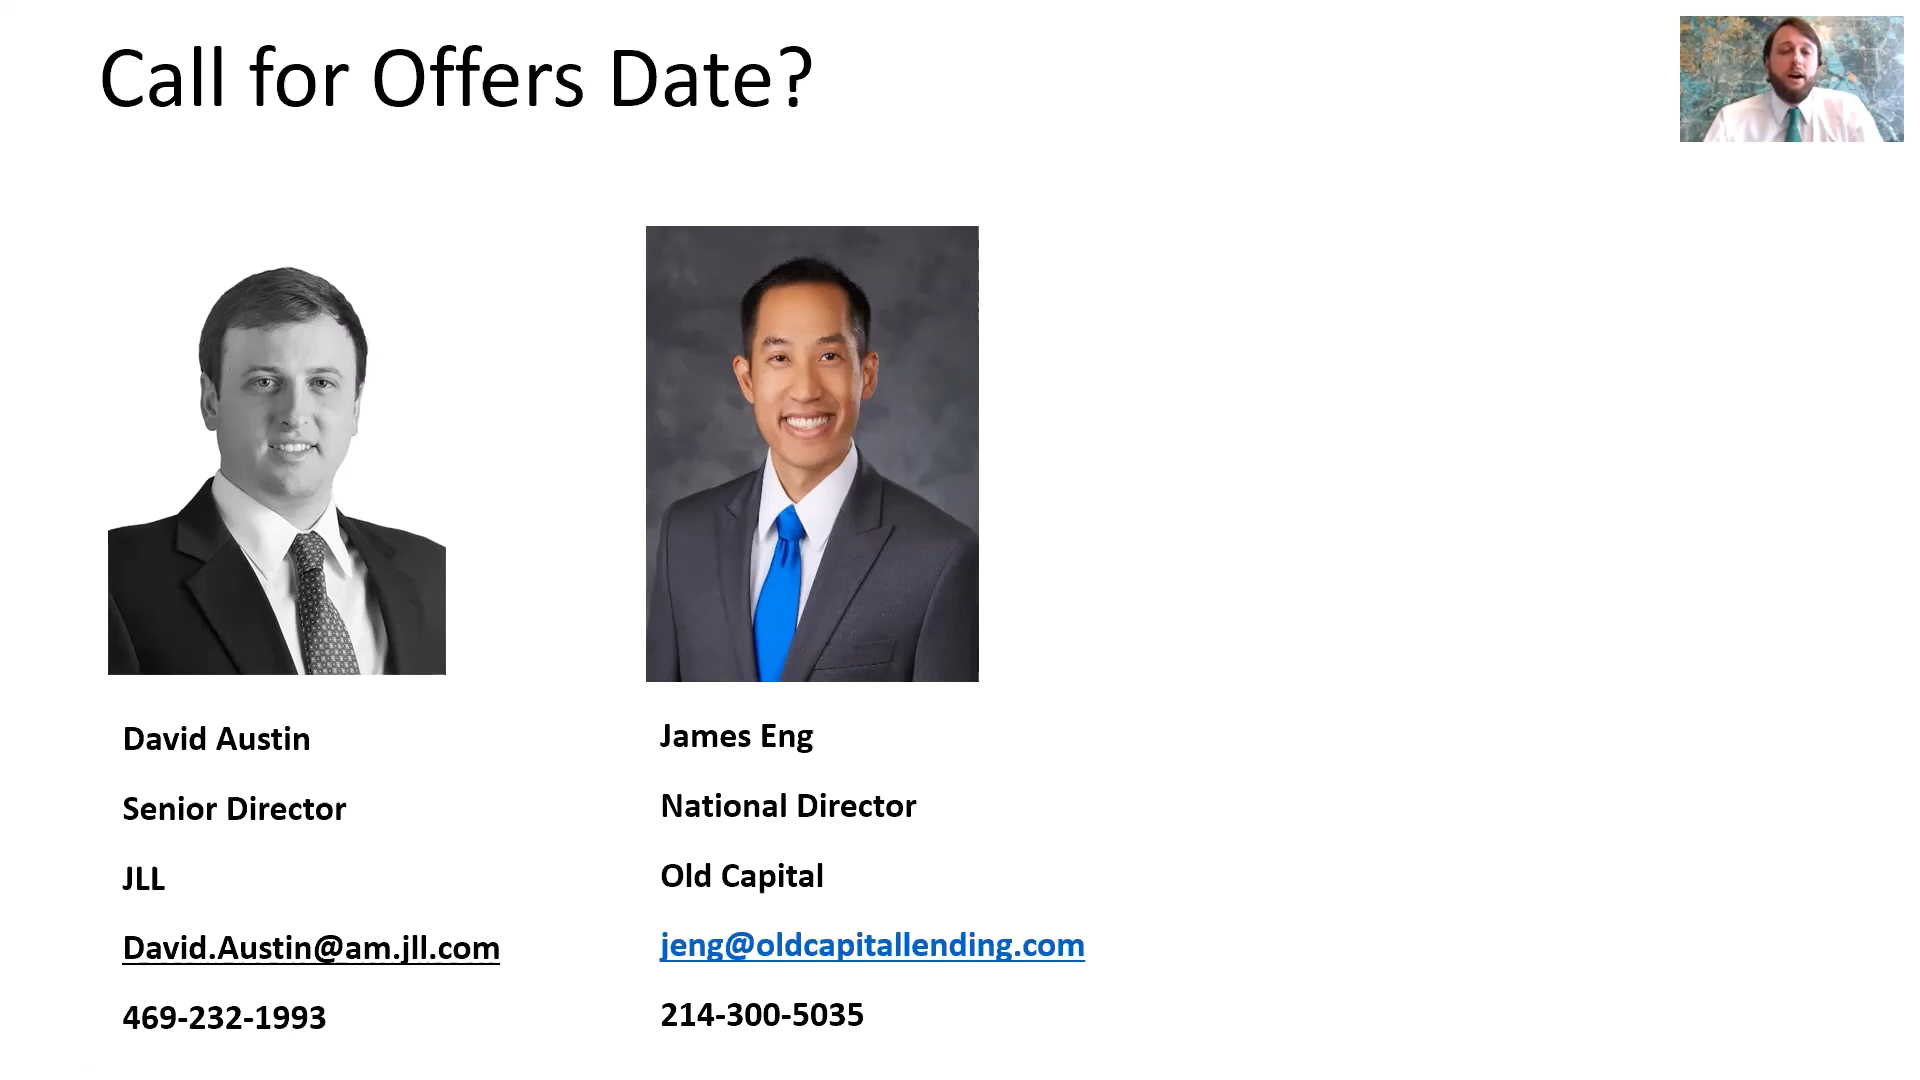 Call for Offers Date?
David Austin
Senior Director
JLL
David.Austin@am.jll.com
469-232-1993
James Eng
National Director
Old Capital
jeng@oldcapitallending.com
214-300-5035